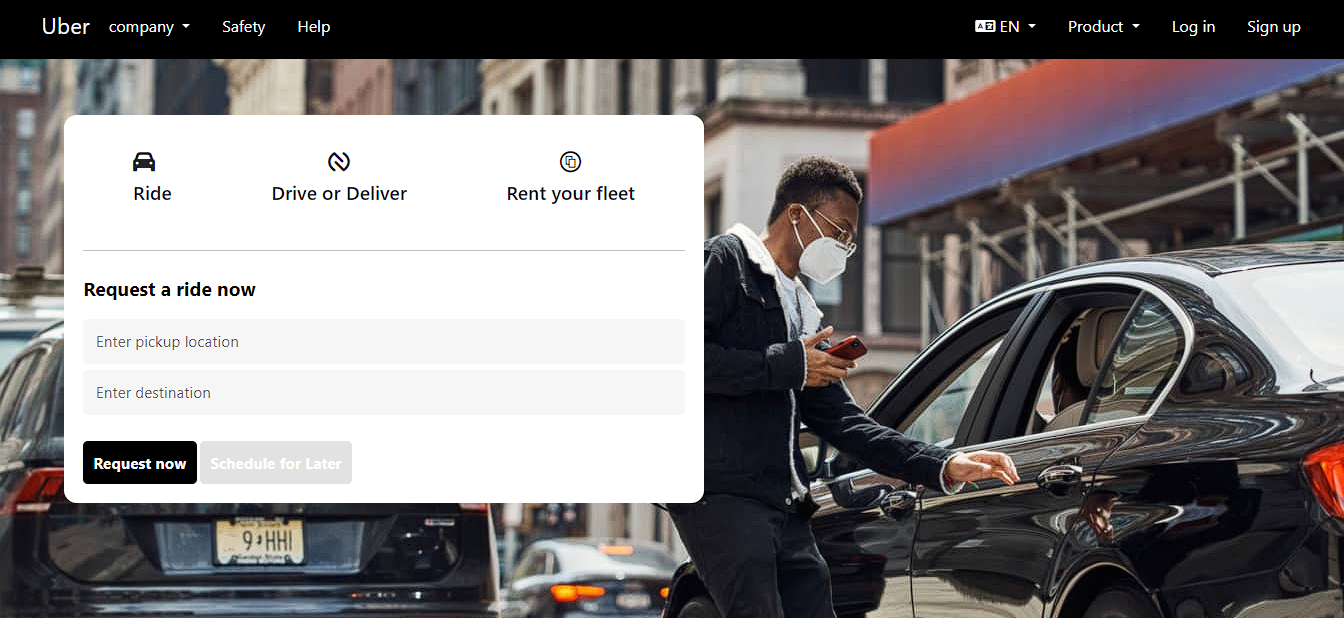 Uber company Safety Help EN Product Log in Sign up
Ride Drive or Deliver Rent your fleet
Request a ride now
Enter pickup location
Enter destination
Request now Schedule for Later
9 HHI